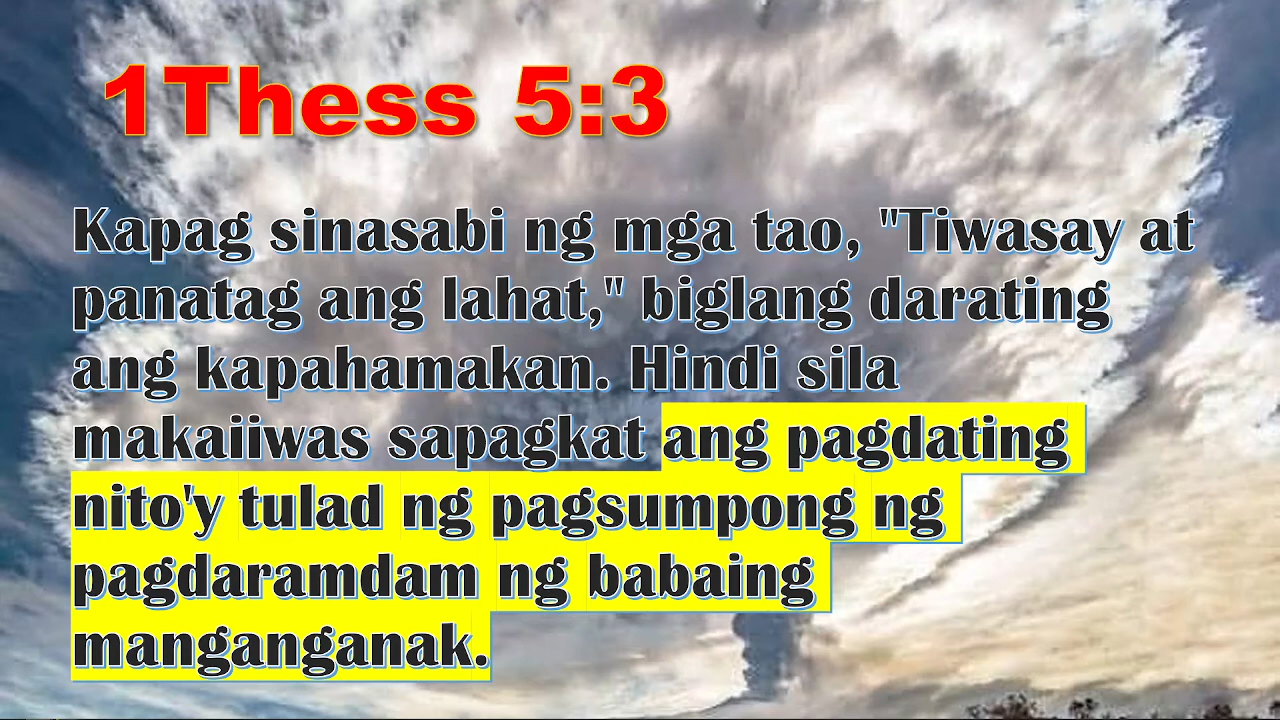 1Thess 5:3
Kapag sinasabi ng mga tao, "Tiwasay at
panatag ang lahat," biglang darating
ang kapahamakan. Hindi sila
makaiiwas sapagkat ang pagdating
nito'y tulad ng pagsumpong ng
pagdaramdam ng babaing
manganganak.